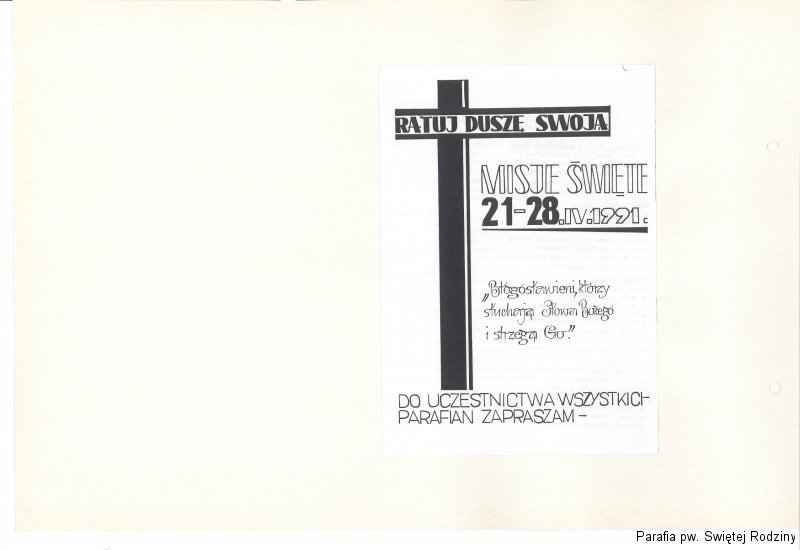 RATUJ DUSZĘ SWOJĄ
MISJE ŚWIĘTE
21-28.IV.1991.
„Błogosławieni, którzy
słuchają Słowa Bożego
i strzegą Go."
DO UCZESTNICTWA WSZYSTKICH
PARAFIAN ZAPRASZAM -
Parafia pw. Swiętej Rodziny